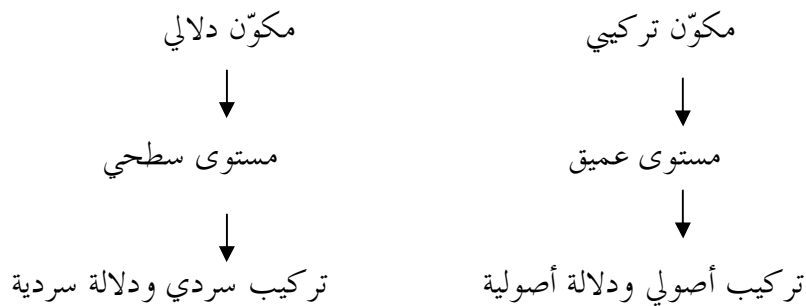 مكوّن تركيبي
مكوّن دلالي
مستوى عميق
مستوى سطحي
تركيب أصولي ودلالة أصولية
تركيب سردي ودلالة سردية